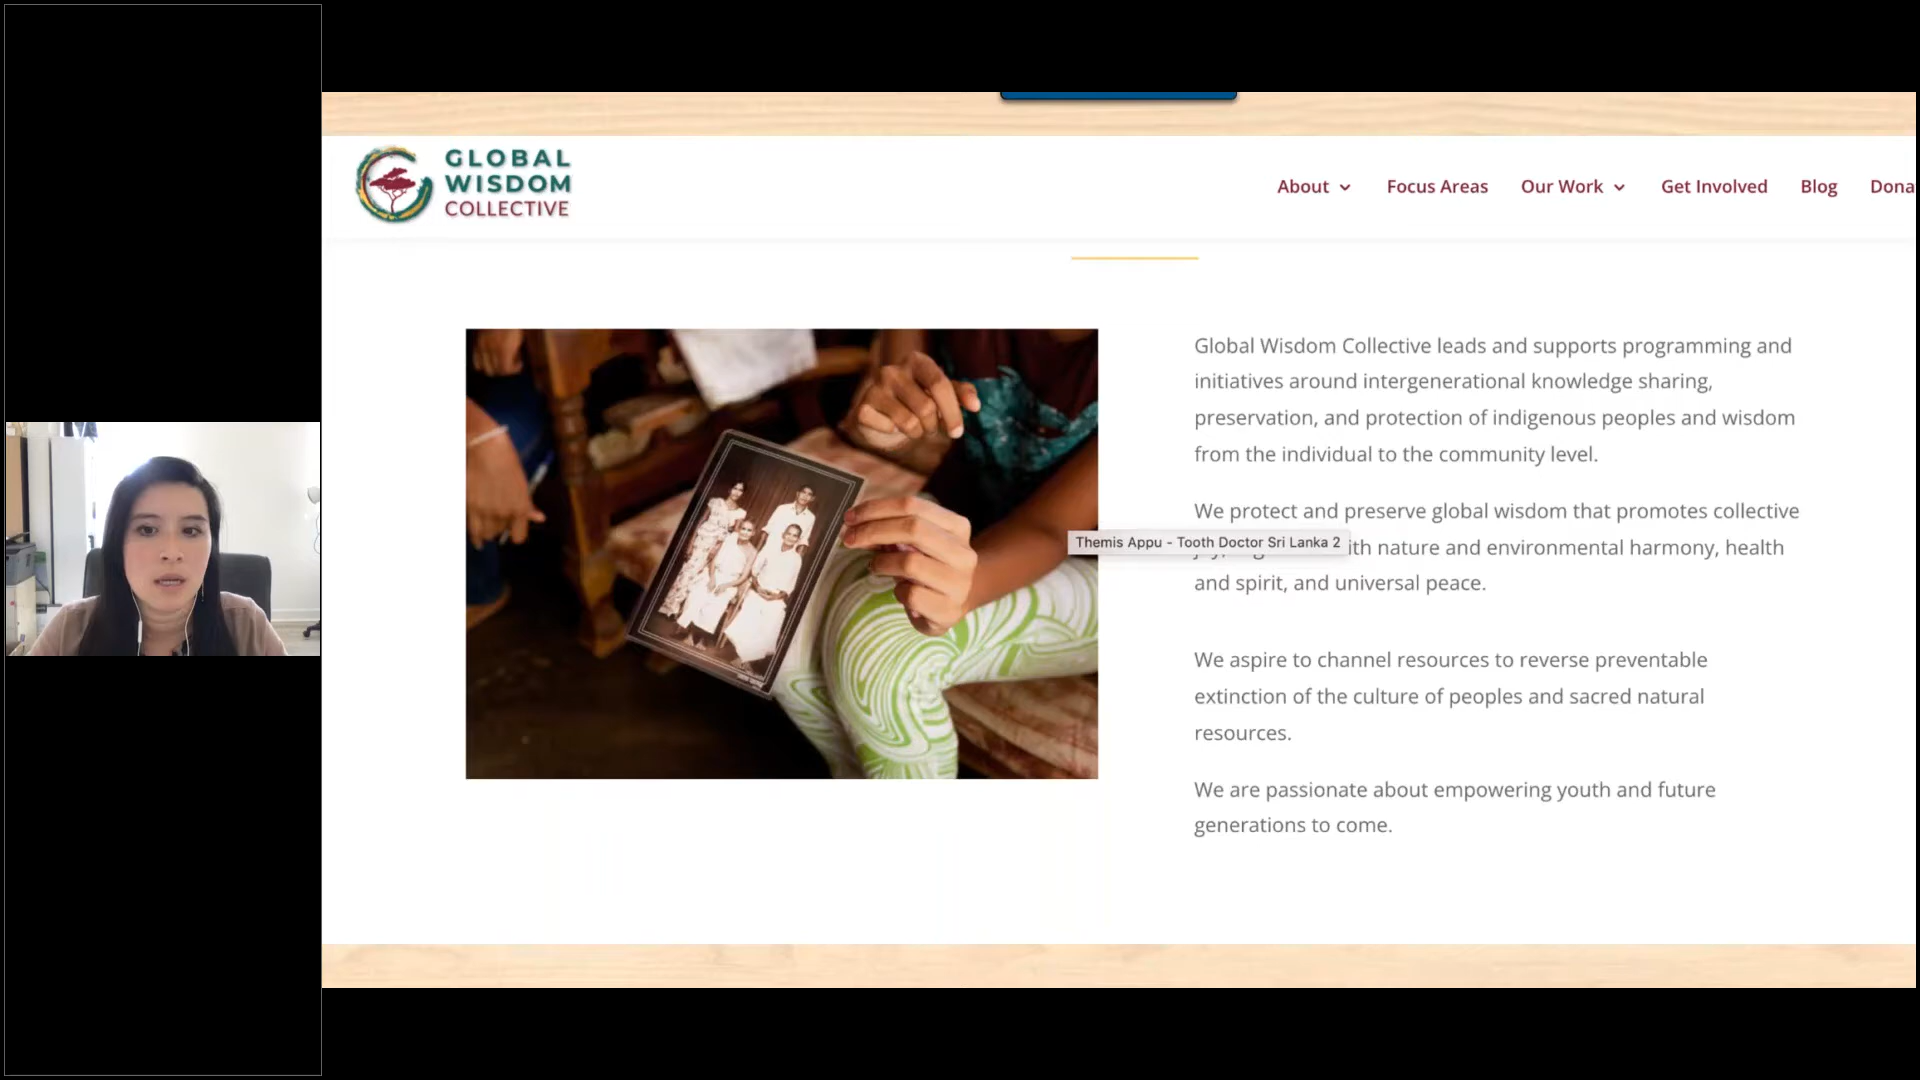 GLOBAL
WISDOM
COLLECTIVE
About
Focus Areas
Our Work
Get Involved
Blog
Dona
Global Wisdom Collective leads and supports programming and
initiatives around intergenerational knowledge sharing,
preservation, and protection of indigenous peoples and wisdom
from the individual to the community level.
We protect and preserve global wisdom that promotes collective
Themis Appu - Tooth Doctor Sri Lanka 2
nature and environmental harmony, health
and spirit, and universal peace.
We aspire to channel resources to reverse preventable
extinction of the culture of peoples and sacred natural
resources.
We are passionate about empowering youth and future
generations to come.